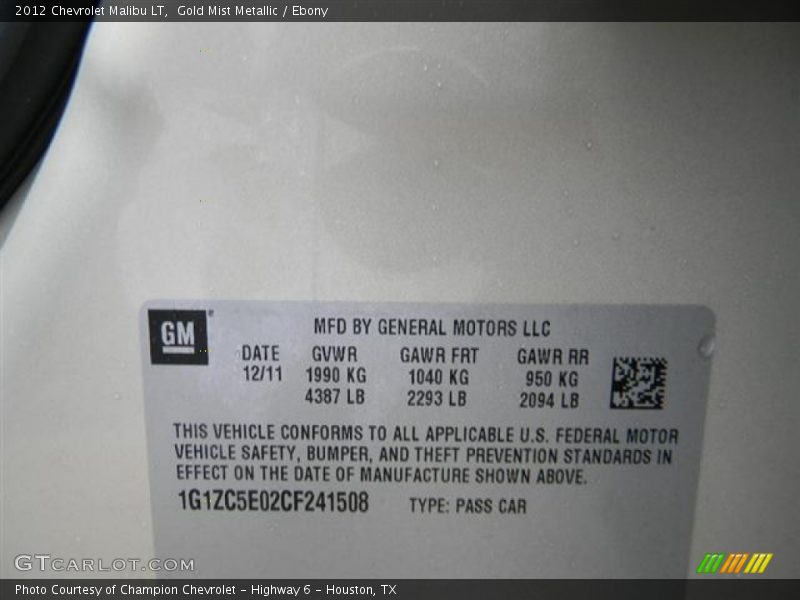 2012 Chevrolet Malibu LT, Gold Mist Metallic / Ebony
GM
MFD BY GENERAL MOTORS LLC
DATE GVWR GAWR FRT GAWR RR
12/11 1990 KG 1040 KG 950 KG
4387 LB 2293 LB 2094 LB
THIS VEHICLE CONFORMS TO ALL APPLICABLE U.S. FEDERAL MOTOR
VEHICLE SAFETY, BUMPER, AND THEFT PREVENTION STANDARDS IN
EFFECT ON THE DATE OF MANUFACTURE SHOWN ABOVE.
1G1ZC5E02CF241508 TYPE: PASS CAR
GTCARLOT.COM
Photo Courtesy of Champion Chevrolet - Highway 6 - Houston, TX